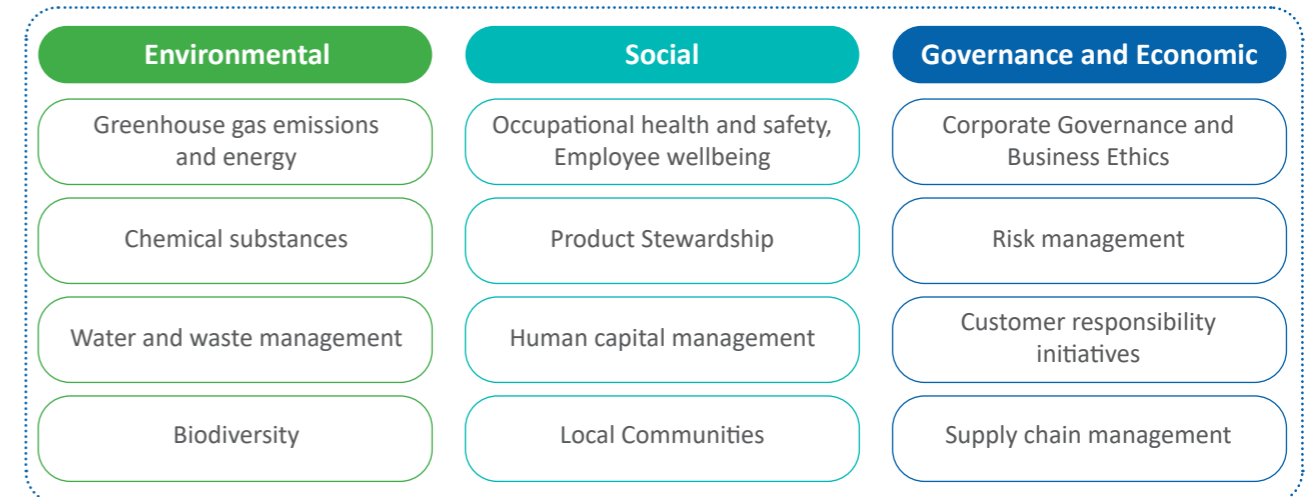 Environmental
Greenhouse gas emissions
and energy
Chemical substances
Water and waste management
Biodiversity
Social
Occupational health and safety,
Employee wellbeing
Product Stewardship
Human capital management
Local Communities
Governance and Economic
Corporate Governance and
Business Ethics
Risk management
Customer responsibility
initiatives
Supply chain management